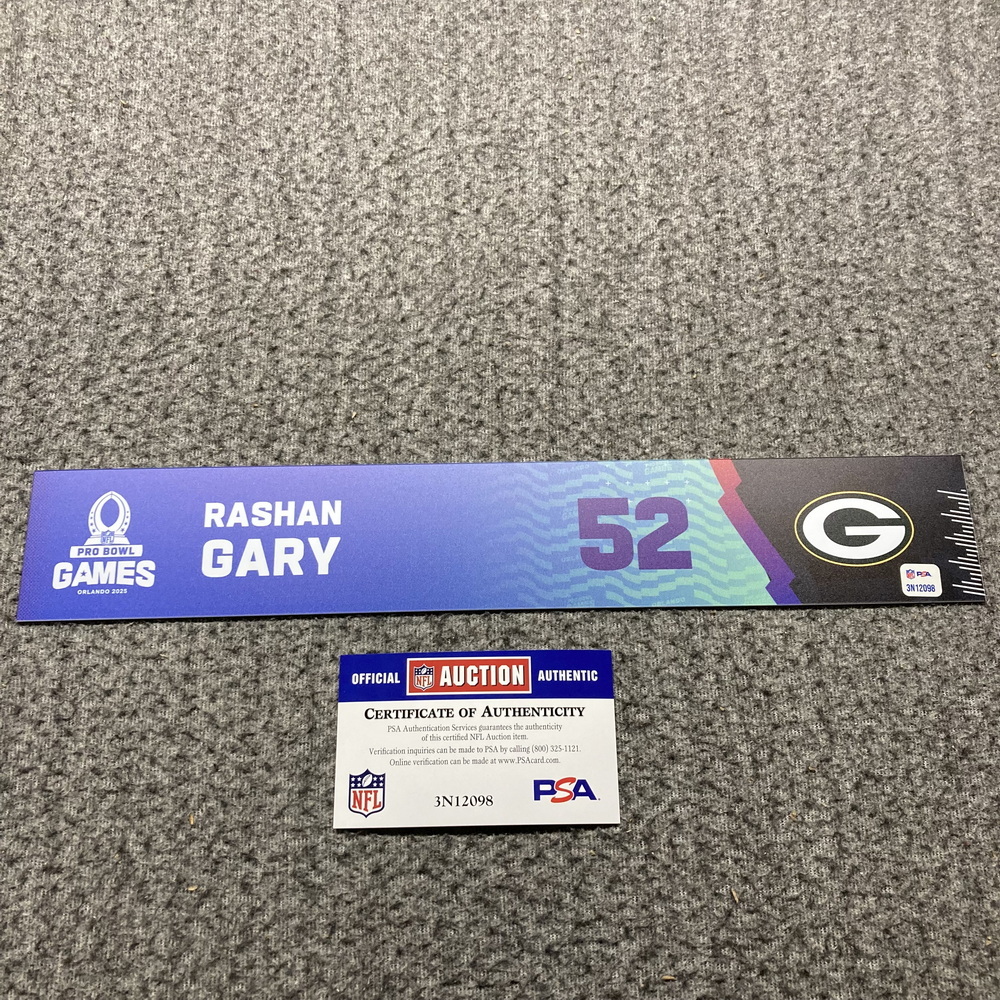 NFL
PRO BOWL
GAMES
ORLANDO 2025
RASHAN
GARY
52
G
PSA
3N12098
OFFICIAL NFL AUCTION AUTHENTIC
CERTIFICATE OF AUTHENTICITY
PSA Authentication Services guarantees the authenticity
of this certified NFL Auction item.
Verification inquiries can be made to PSA by calling (800) 325-1121.
Online verification can be made at www.PSAcard.com.
NFL
3N12098
PSA